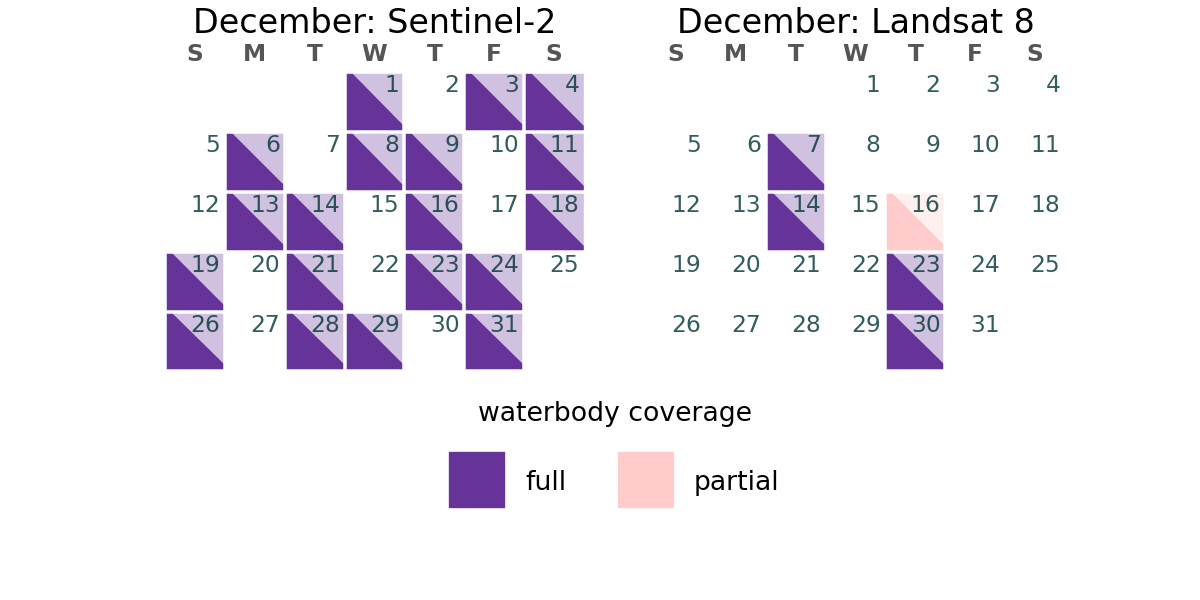 December: Sentinel-2
S M T W T F S
1 2 3 4
5 6 7 8 9 10 11
12 13 14 15 16 17 18
19 20 21 22 23 24 25
26 27 28 29 30 31
December: Landsat 8
S M T W T F S
1 2 3 4
5 6 7 8 9 10 11
12 13 14 15 16 17 18
19 20 21 22 23 24 25
26 27 28 29 30 31
waterbody coverage
full
partial